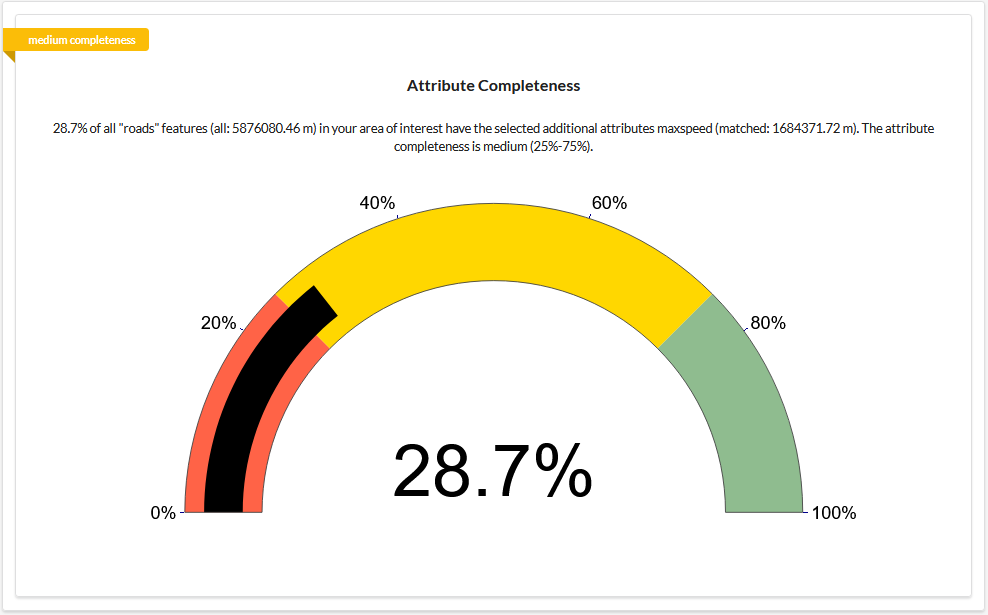 medium completeness
Attribute Completeness
28.7% of all "roads" features (all: 5876080.46 m) in your area of interest have the selected additional attributes maxspeed (matched: 1684371.72 m). The attribute
completeness is medium (25%-75%).
40%
60%
20%
80%
28.7%
0%
100%